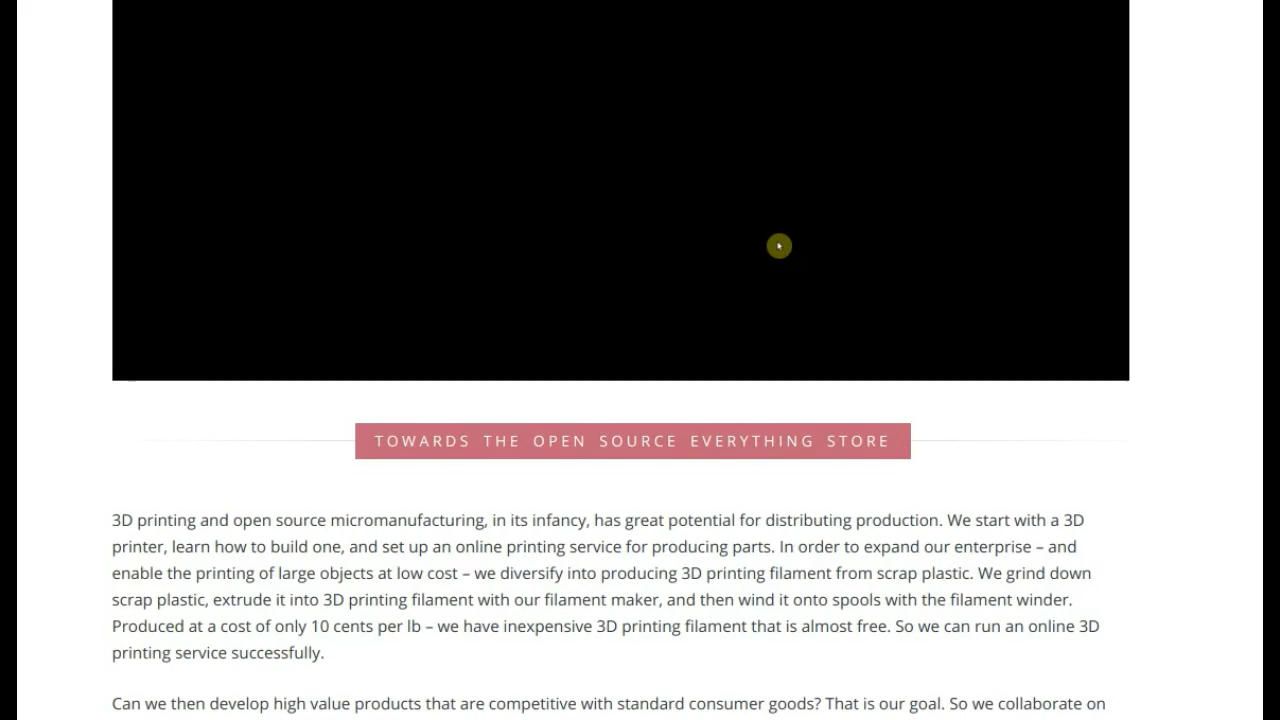 TOWARDS THE OPEN SOURCE EVERYTHING STORE
3D printing and open source micromanufacturing, in its infancy, has great potential for distributing production. We start with a 3D
printer, learn how to build one, and set up an online printing service for producing parts. In order to expand our enterprise – and
enable the printing of large objects at low cost – we diversify into producing 3D printing filament from scrap plastic. We grind down
scrap plastic, extrude it into 3D printing filament with our filament maker, and then wind it onto spools with the filament winder.
Produced at a cost of only 10 cents per lb – we have inexpensive 3D printing filament that is almost free. So we can run an online 3D
printing service successfully.
Can we then develop high value products that are competitive with standard consumer goods? That is our goal. So we collaborate on